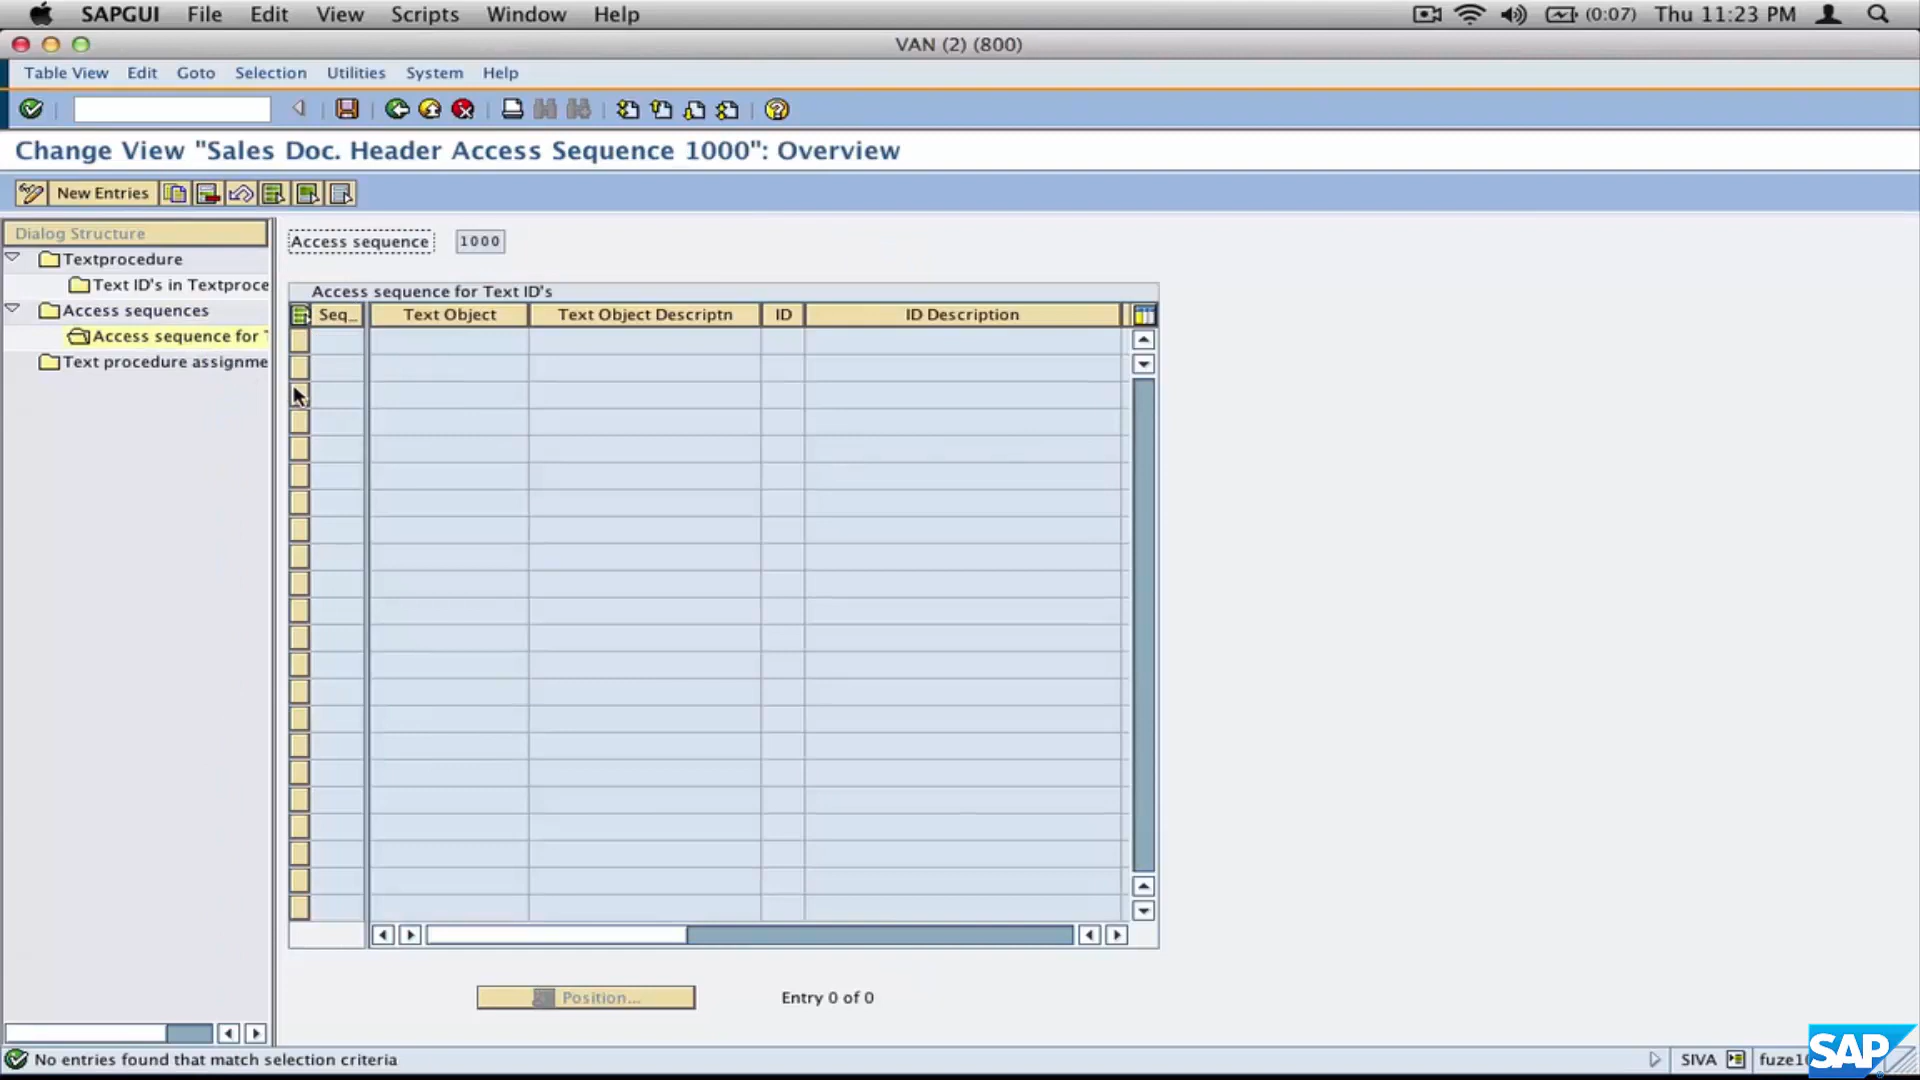 SAPGUI File Edit View Scripts Window Help (0:07) Thu 11:23 PM
VAN (2) (800)
Table View Edit Goto Selection Utilities System Help
Change View "Sales Doc. Header Access Sequence 1000": Overview
New Entries
Dialog Structure
Textprocedure
Text ID's in Textproce
Access sequences
Access sequence for
Text procedure assignme
Access sequence 1000
Access sequence for Text ID's
Seq_ Text Object Text Object Descriptn ID ID Description
Position... Entry 0 of 0
No entries found that match selection criteria SIVA fuze10
SAP